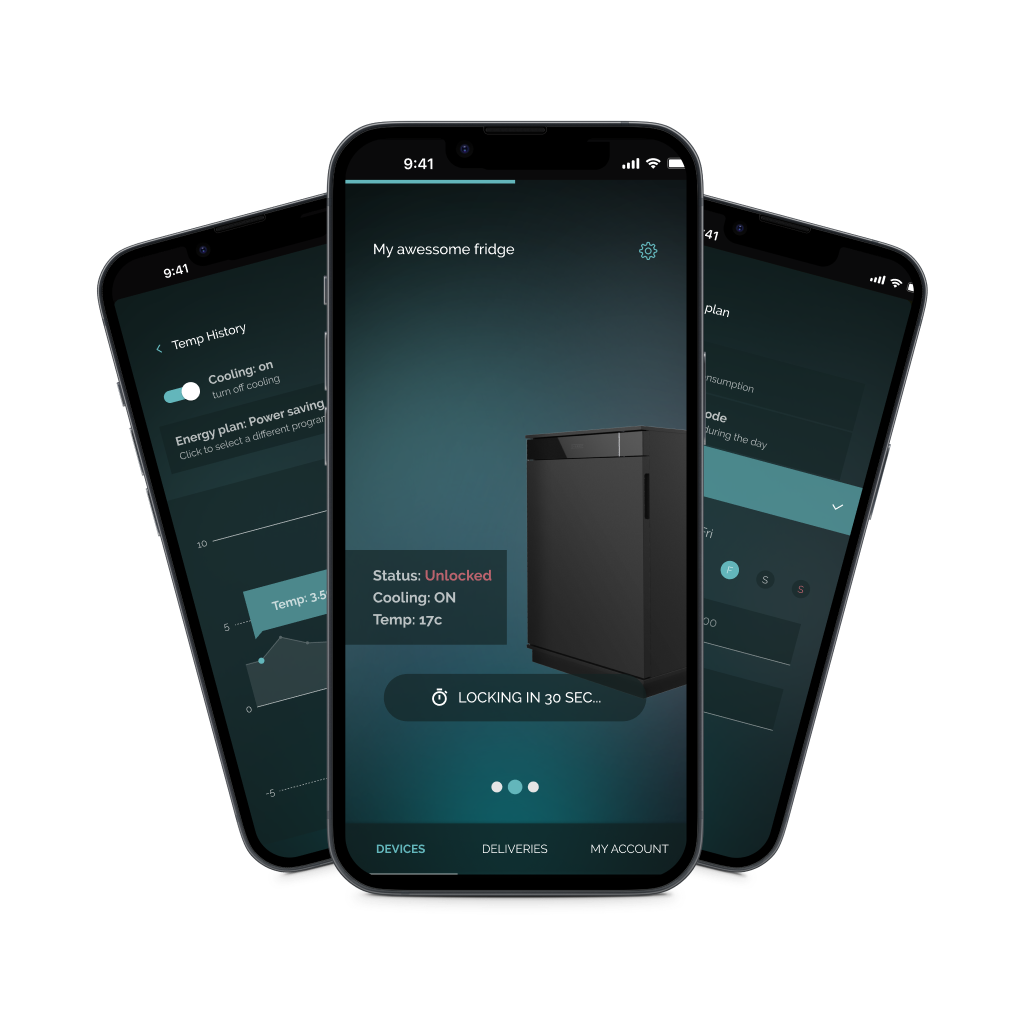 9:41
Temp History
Cooling: on
turn off cooling
Energy plan: Power saving
Click to select a different
10
Temp: 3.5
5
0
-5
9:41
My awessome fridge
Status: Unlocked
Cooling: ON
Temp: 17c
LOCKING IN 30 SEC...
DEVICES
DELIVERIES
MY ACCOUNT
41
plan
nsumption
ode
during the day
Fri
F
S
S
00